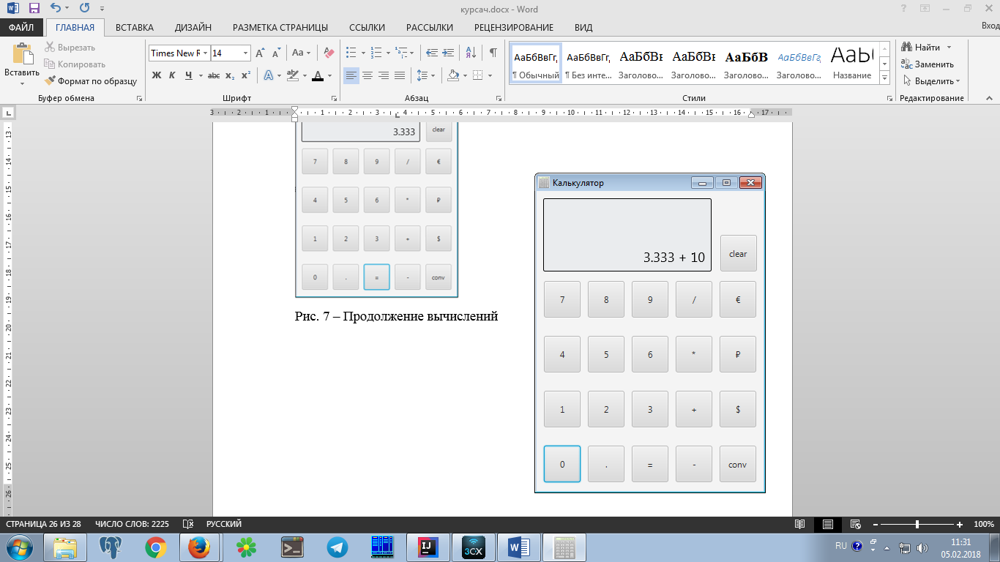 курсач.docx - Word
ФАЙЛ ГЛАВНАЯ ВСТАВКА ДИЗАЙН РАЗМЕТКА СТРАНИЦЫ ССЫЛКИ РАССЫЛКИ РЕЦЕНЗИРОВАНИЕ ВИД Вход
Вставить
Вырезать
Копировать
Формат по образцу
Буфер обмена
Times New R 14
Aa
Ж К Ч abc x₂ x² A ab A
Шрифт
Абзац
АаБбВвГг, АаБбВвГг, АаБбВв АаБбВв АаБбВ АаБбВвГг АаЬ
¶ Обычный ¶ Без инте... Заголово... Заголово... Заголово... Заголово... Название
Стили
Найти
Заменить
Выделить
Редактирование
3 2 1 1 2 3 4 5 6 7 8 9 10 11 12 13 14 15 16 17
13
14
15
16
17
18
19
20
21
22
23
24
25
26
3.333 clear
7 8 9 / €
4 5 6 * ₽
1 2 3 + $
0 . = - conv
Рис. 7 – Продолжение вычислений
Калькулятор
3.333 + 10
clear
7 8 9 / €
4 5 6 * ₽
1 2 3 + $
0 . = - conv
СТРАНИЦА 26 ИЗ 28 ЧИСЛО СЛОВ: 2225 РУССКИЙ 100%
IJ 3CX RU 11:31
05.02.2018